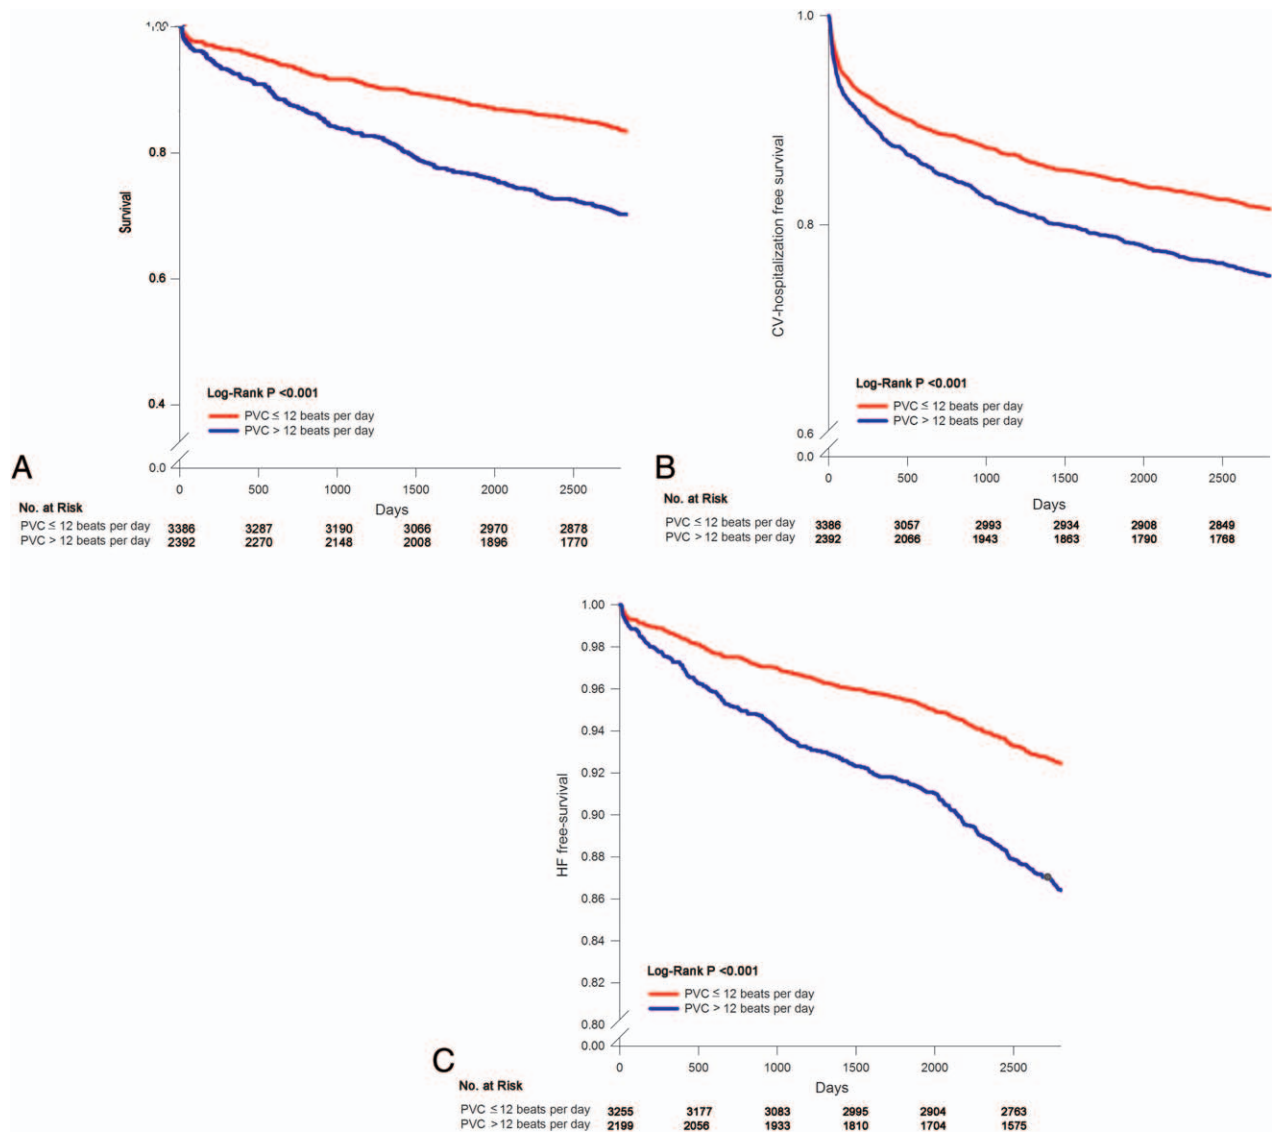 1.00
0.8
0.6
0.4
0.0
Survival
Log-Rank P <0.001
PVC ≤ 12 beats per day
PVC > 12 beats per day
A
0 500 1000 1500 2000 2500
Days
No. at Risk
PVC ≤ 12 beats per day 3386 3287 3190 3066 2970 2878
PVC > 12 beats per day 2392 2270 2148 2008 1896 1770
1.0
0.8
0.6
0.0
CV-hospitalization free survival
Log-Rank P <0.001
PVC ≤ 12 beats per day
PVC > 12 beats per day
B
0 500 1000 1500 2000 2500
Days
No. at Risk
PVC ≤ 12 beats per day 3386 3057 2993 2934 2908 2849
PVC > 12 beats per day 2392 2066 1943 1863 1790 1768
1.00
0.98
0.96
0.94
0.92
0.90
0.88
0.86
0.84
0.82
0.80
0.00
HF free-survival
Log-Rank P <0.001
PVC ≤ 12 beats per day
PVC > 12 beats per day
C
0 500 1000 1500 2000 2500
Days
No. at Risk
PVC ≤ 12 beats per day 3255 3177 3083 2995 2904 2763
PVC > 12 beats per day 2199 2056 1933 1810 1704 1575